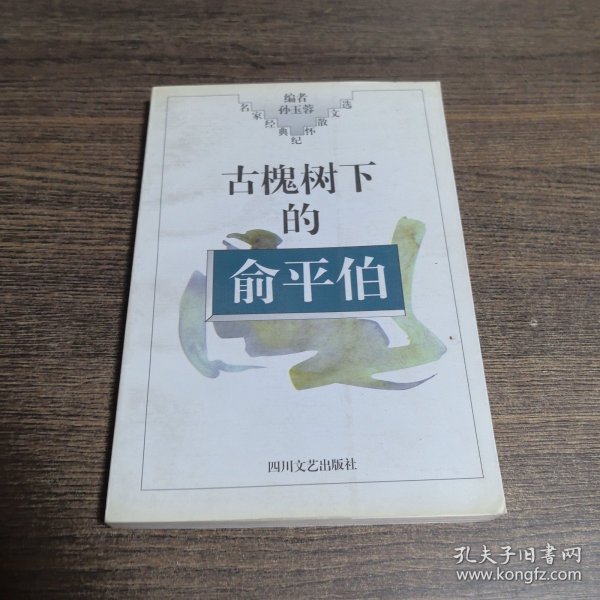 编者
孙玉蓉
名家经典纪怀散文选
古槐树下
的
俞平伯
四川文艺出版社
孔夫子旧书网
www.kongfz.com